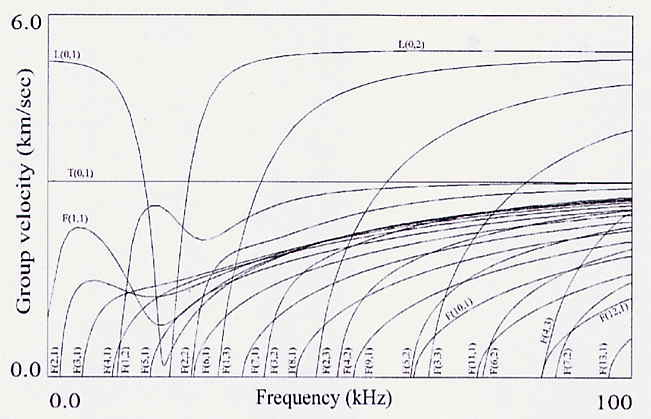 6.0
L(0,1)
L(0,2)
T(0,1)
F(1,1)
Group velocity (km/sec)
F(10,1)
F(12,1)
F(4,3)
F(2,1) F(3,1) F(4,1) F(1,2) F(5,1) F(2,2) F(6,1) F(1,3) F(7,1) F(3,2) F(8,1) F(2,3) F(4,2) F(9,1) F(5,2) F(3,3) F(11,1) F(6,2) F(7,2) F(13,1)
0.0
0.0 Frequency (kHz) 100